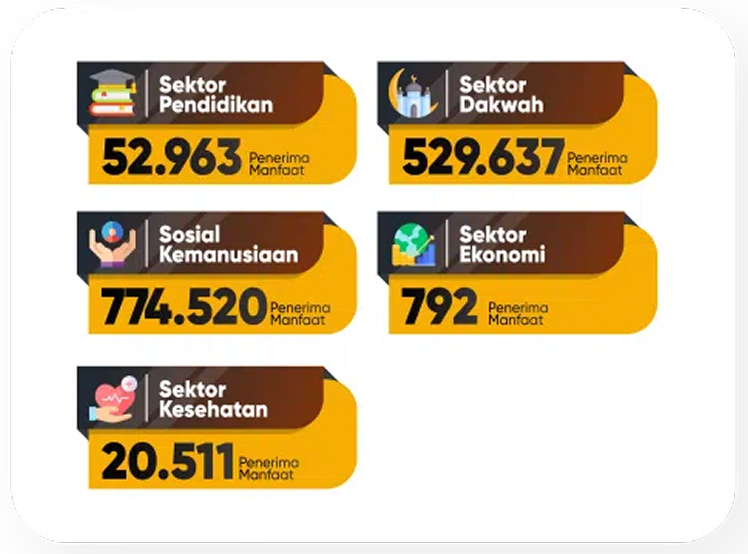 Sektor
Pendidikan
52.963 Penerima
Manfaat
Sektor
Dakwah
529.637 Penerima
Manfaat
Sosial
Kemanusiaan
774.520 Penerima
Manfaat
Sektor
Ekonomi
792 Penerima
Manfaat
Sektor
Kesehatan
20.511 Penerima
Manfaat